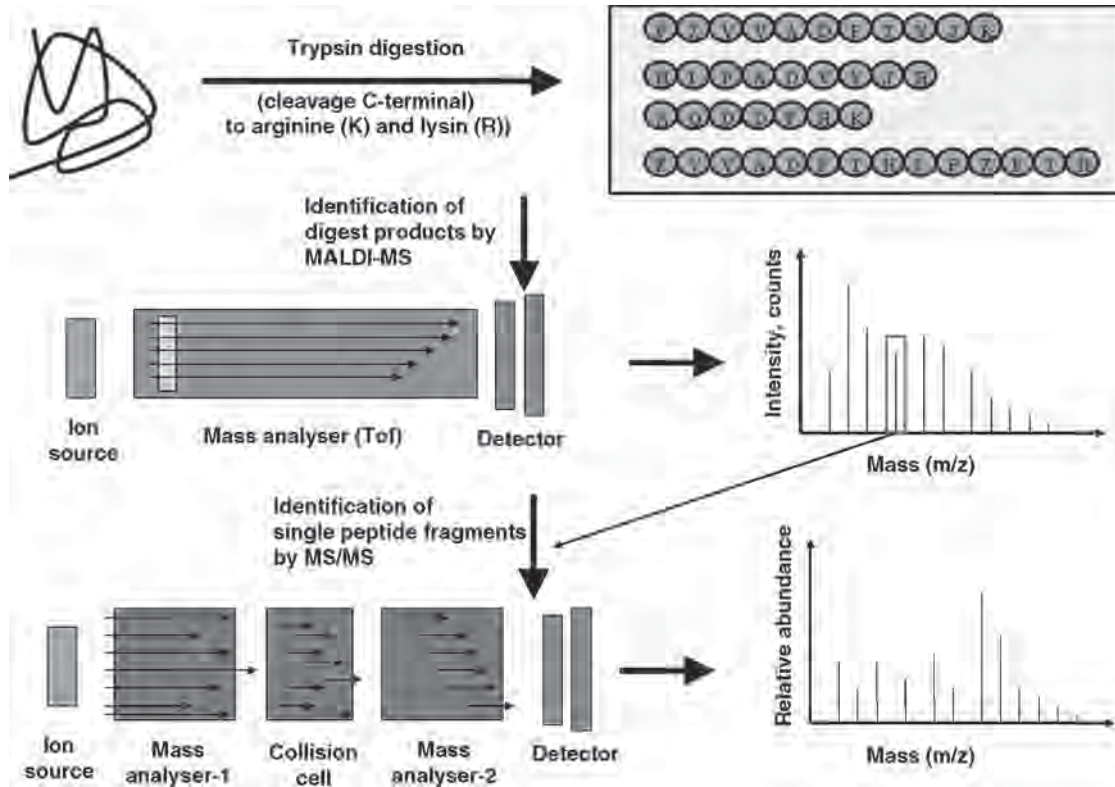 Trypsin digestion
(cleavage C-terminal)
to arginine (K) and lysin (R))
Identification of
digest products by
MALDI-MS
Ion
source
Mass analyser (Tof)
Detector
Intensity, counts
Mass (m/z)
Identification of
single peptide fragments
by MS/MS
Ion
source
Mass
analyser-1
Collision
cell
Mass
analyser-2
Detector
Relative abundance
Mass (m/z)